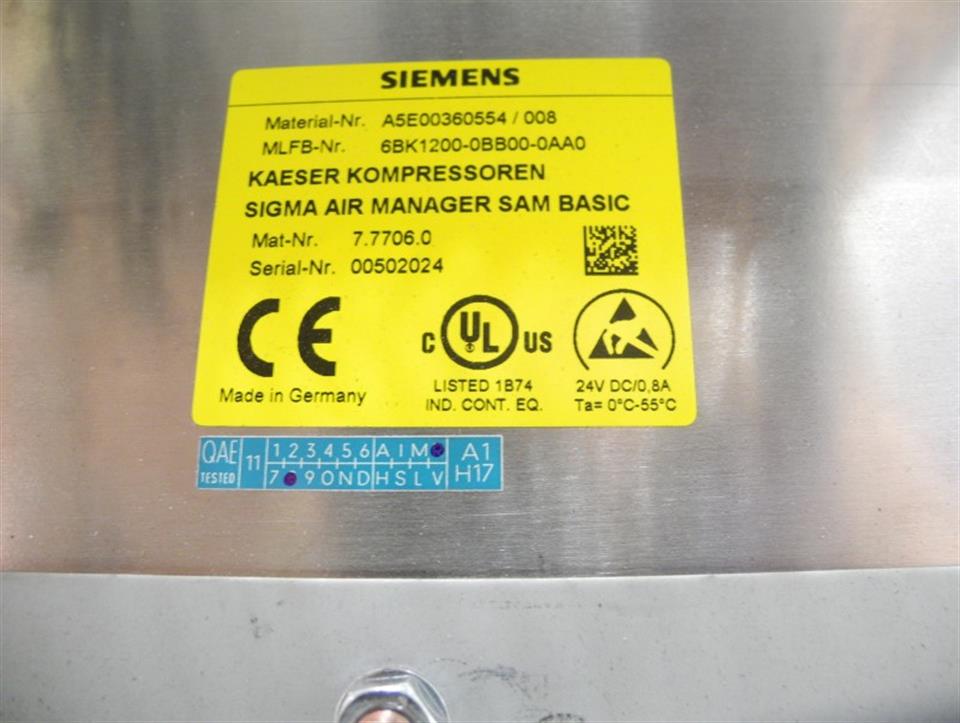 SIEMENS
Material-Nr. A5E00360554 / 008
MLFB-Nr. 6BK1200-0BB00-0AA0
KAESER KOMPRESSOREN
SIGMA AIR MANAGER SAM BASIC
Mat-Nr. 7.7706.0
Serial-Nr. 00502024
CE
C UL US
Made in Germany
LISTED 1B74
IND. CONT. EQ.
24V DC/0,8A
Ta= 0°C-55°C
QAE
TESTED
11
1 2 3 4 5 6 A I M
7 9 O N D H S L V
A1
H17